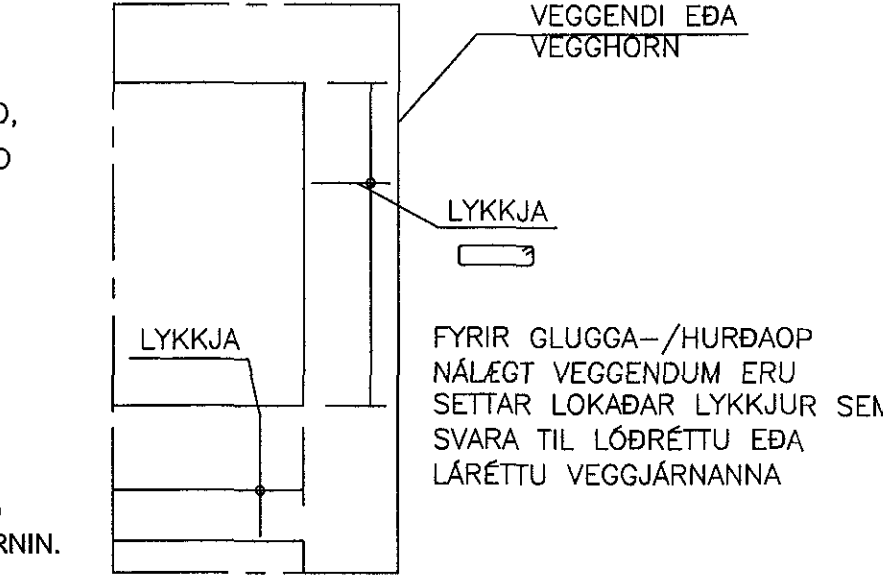 VEGGENDI EÐA
VEGGHORN
LYKKJA
LYKKJA
FYRIR GLUGGA-/HURÐAOP
NÁLÆGT VEGGENDUM ERU
SETTAR LOKAÐAR LYKKJUR SEM
SVARA TIL LÓÐRÉTTU EÐA
LÁRÉTTU VEGGJÁRNANNA